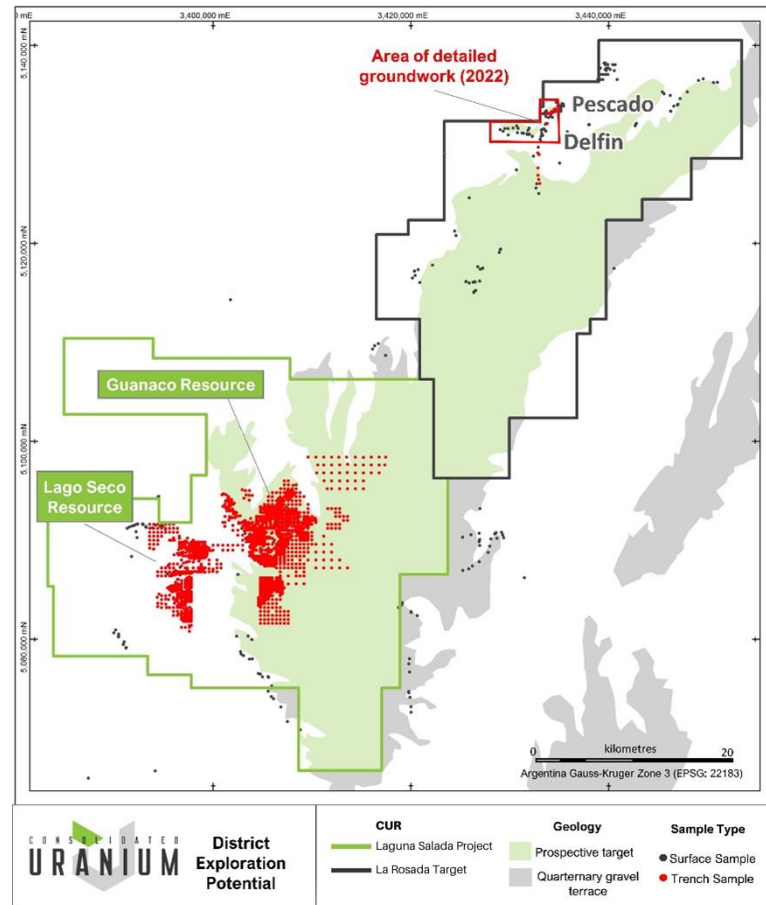 0 mE
3,400,000 mE
3,420,000 mE
3,440,000 mE
5,140,000 mN
5,120,000 mN
5,100,000 mN
5,080,000 mN
Area of detailed
groundwork (2022)
Pescado
Delfin
Guanaco Resource
Lago Seco
Resource
kilometres
0 20
Argentina Gauss-Kruger Zone 3 (EPSG: 22183)
CONSOLIDATED
URANIUM
District
Exploration
Potential
CUR
Laguna Salada Project
La Rosada Target
Geology
Prospective target
Quarternary gravel
terrace
Sample Type
Surface Sample
Trench Sample